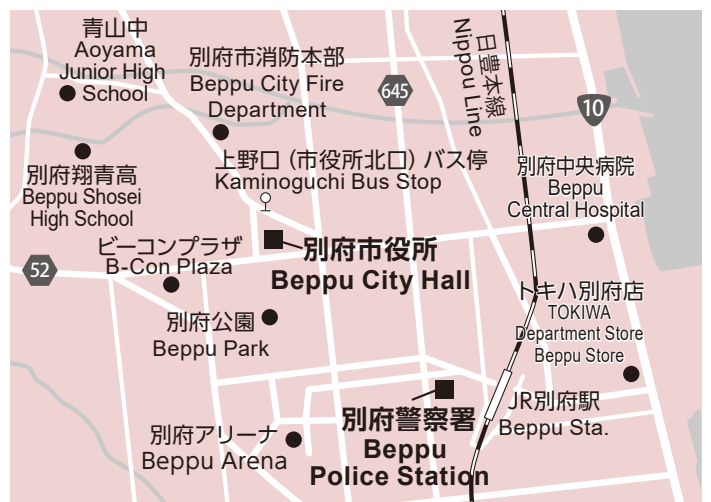 青山中
Aoyama
Junior High
School
別府市消防本部
Beppu City Fire
Department
645
日豊本線
Nippou Line
10
別府翔青高
Beppu Shosei
High School
上野口（市役所北口）バス停
Kaminoguchi Bus Stop
別府中央病院
Beppu
Central Hospital
52
ビーコンプラザ
B-Con Plaza
別府市役所
Beppu City Hall
トキハ別府店
TOKIWA
Department Store
Beppu Store
別府公園
Beppu Park
別府アリーナ
Beppu Arena
別府警察署
Beppu
Police Station
JR別府駅
Beppu Sta.